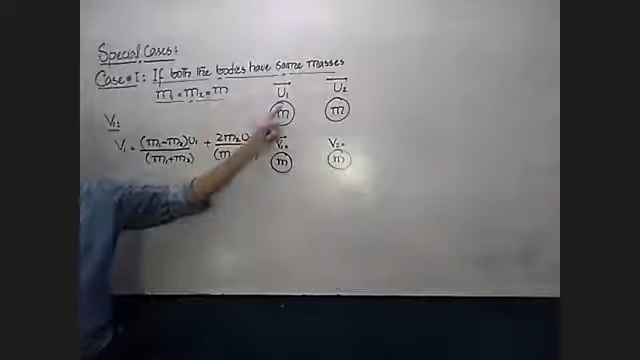 Special Cases:
Case # I: If both the bodies have same masses
m₁ = m₂ = m
U₁ U₂
m m
V₁:
V₁ = (m₁-m₂)U₁/(m₁+m₂) + 2m₂U
V₁ V₂
m m